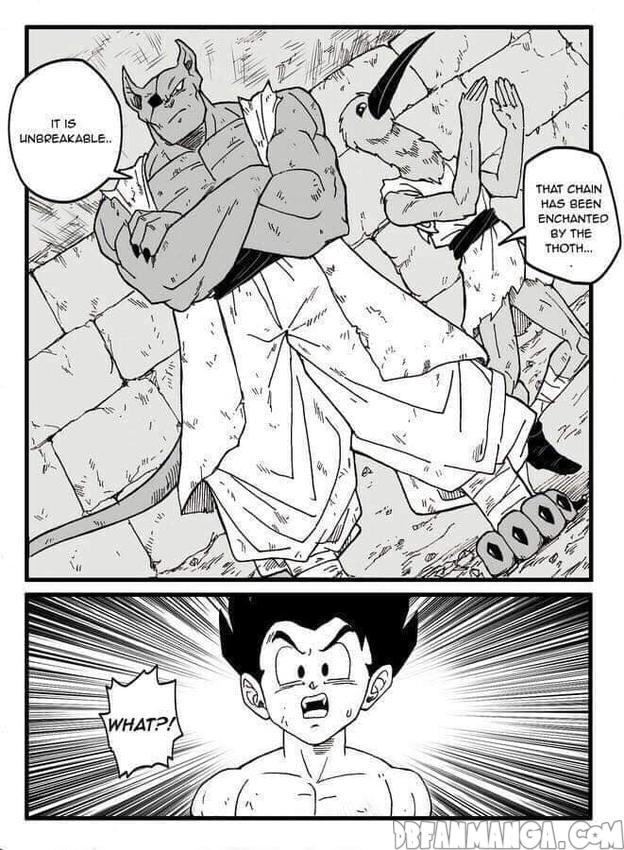 IT IS
UNBREAKABLE..
THAT CHAIN
HAS BEEN
ENCHANTED
BY THE
THOTH...
WHAT?!
DBFANMANGA.COM